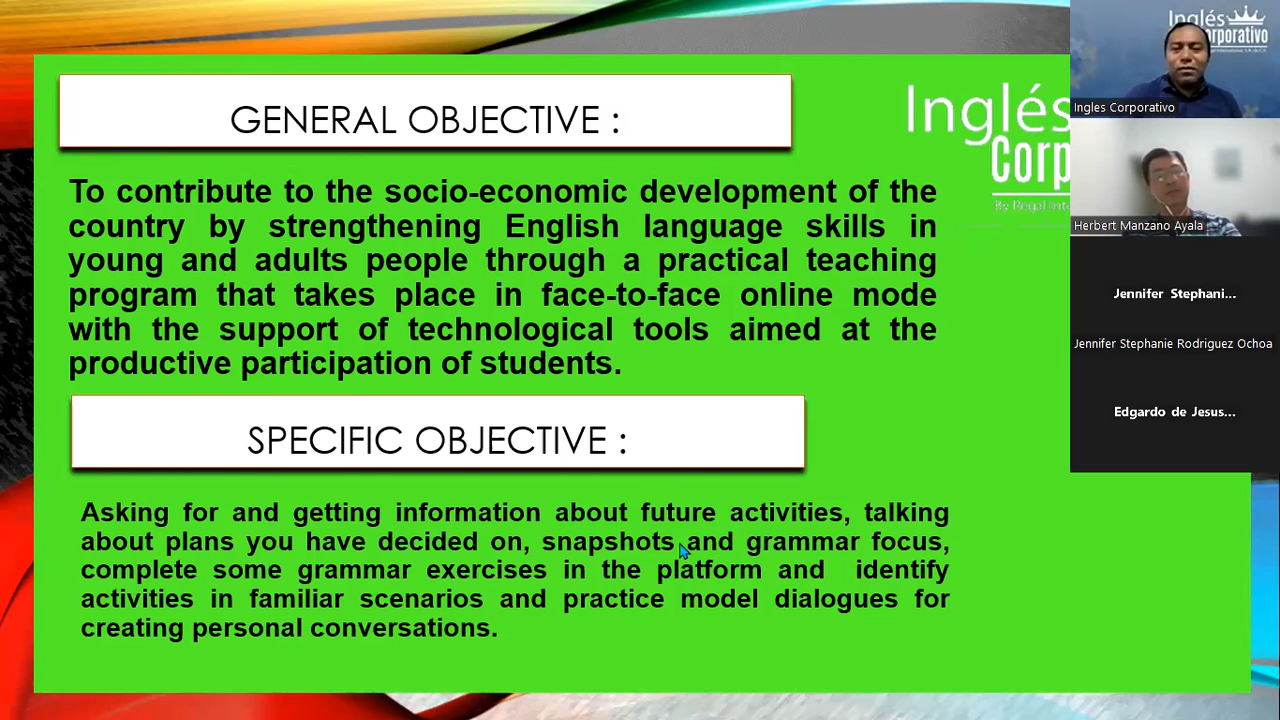 GENERAL OBJECTIVE :
To contribute to the socio-economic development of the
country by strengthening English language skills in
young and adults people through a practical teaching
program that takes place in face-to-face online mode
with the support of technological tools aimed at the
productive participation of students.
SPECIFIC OBJECTIVE :
Asking for and getting information about future activities, talking
about plans you have decided on, snapshots and grammar focus,
complete some grammar exercises in the platform and identify
activities in familiar scenarios and practice model dialogues for
creating personal conversations.
Inglés
Corp
By Regal Inte
Inglés
Corporativo
Ingles Corporativo
Herbert Manzano Ayala
Jennifer Stephani...
Jennifer Stephanie Rodriguez Ochoa
Edgardo de Jesus...